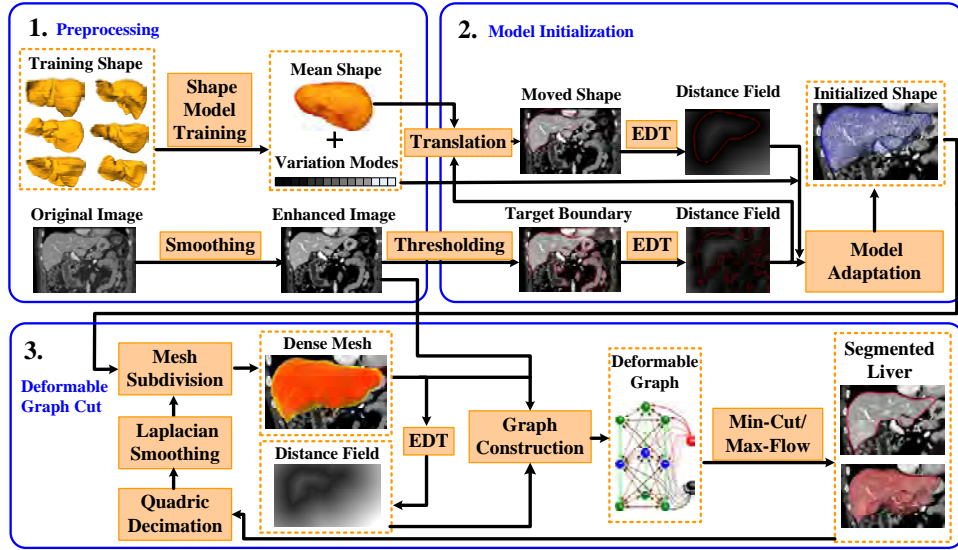 1. Preprocessing
Training Shape
Shape
Model
Training
Mean Shape
+
Variation Modes
Original Image
Smoothing
Enhanced Image
Thresholding
2. Model Initialization
Translation
Moved Shape
EDT
Distance Field
Initialized Shape
Target Boundary
EDT
Distance Field
Model
Adaptation
3.
Deformable
Graph Cut
Mesh
Subdivision
Laplacian
Smoothing
Quadric
Decimation
Dense Mesh
EDT
Distance Field
Graph
Construction
Deformable
Graph
Min-Cut/
Max-Flow
Segmented
Liver